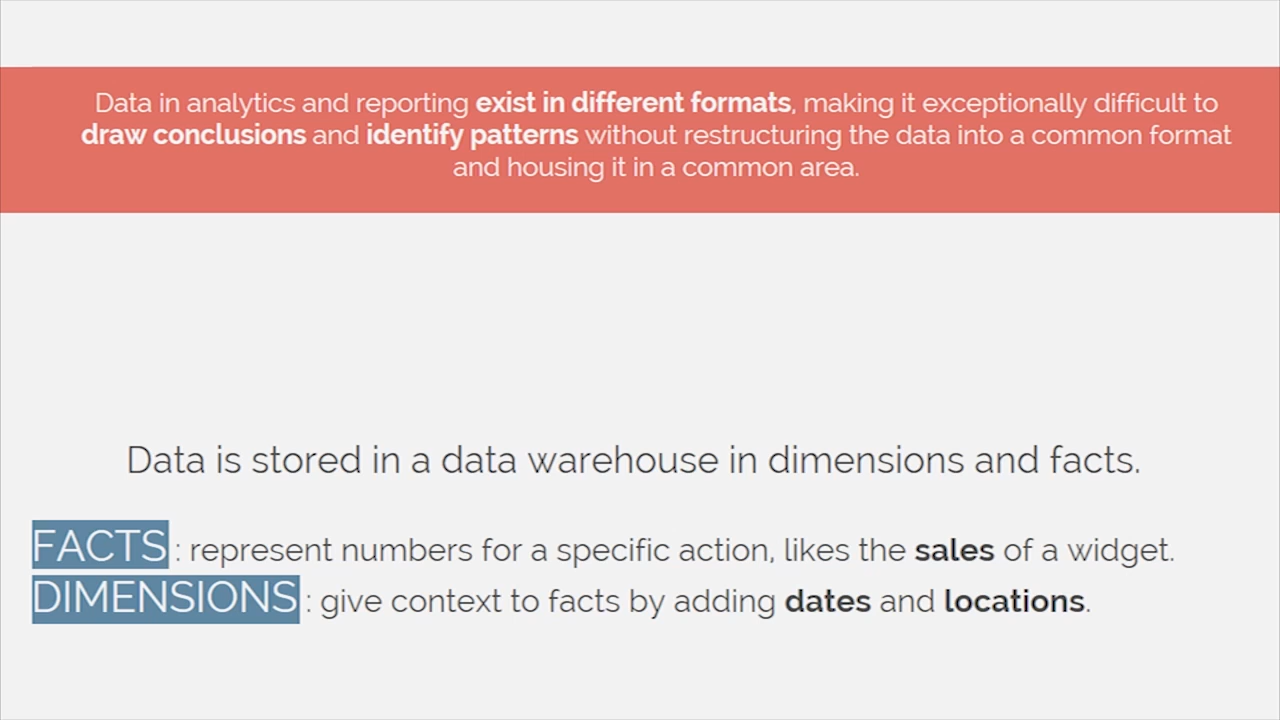 Data in analytics and reporting exist in different formats, making it exceptionally difficult to
draw conclusions and identify patterns without restructuring the data into a common format
and housing it in a common area.
Data is stored in a data warehouse in dimensions and facts.
FACTS : represent numbers for a specific action, likes the sales of a widget.
DIMENSIONS : give context to facts by adding dates and locations.